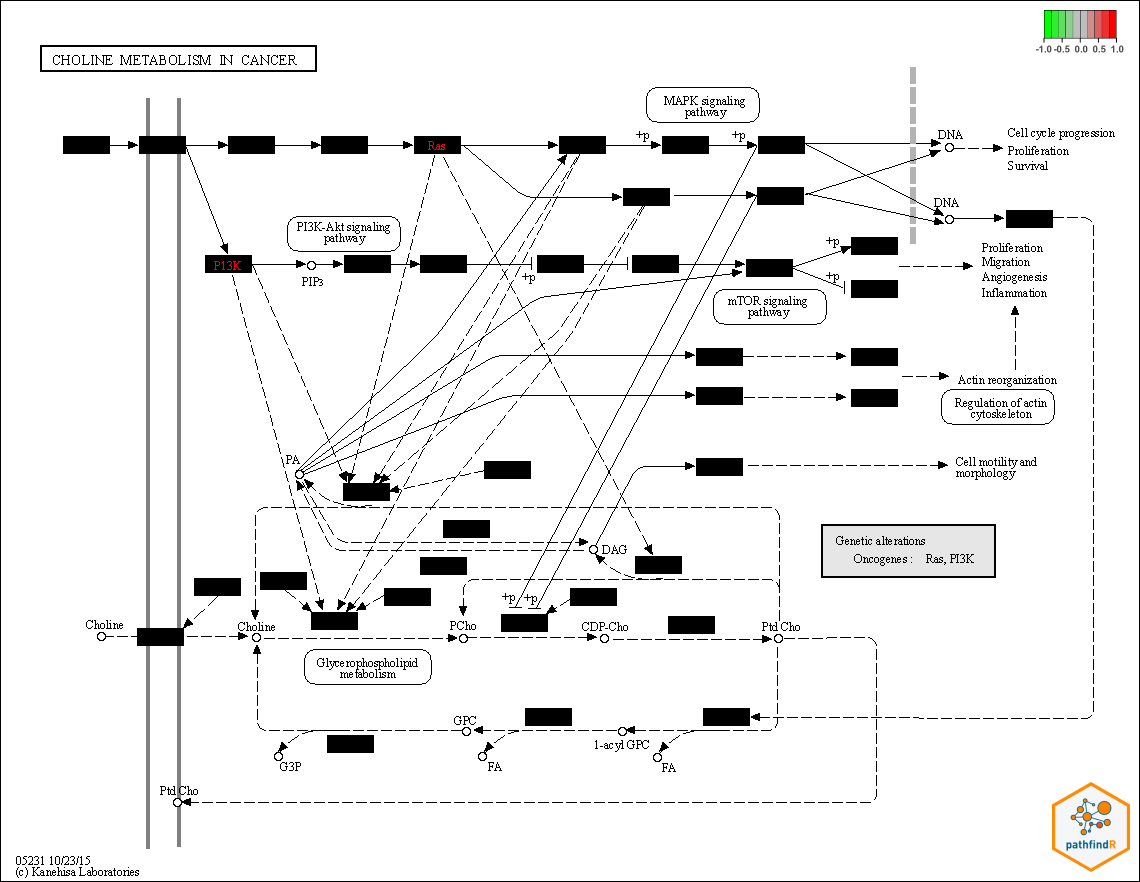 -1.0 -0.5 0.0 0.5 1.0
CHOLINE METABOLISM IN CANCER
MAPK signaling
pathway
+p
+p
DNA
Cell cycle progression
Proliferation
Survival
Ras
DNA
PI3K-Akt signaling
pathway
P13K
PIP3
+p
+p
+p
Proliferation
Migration
Angiogenesis
Inflammation
mTOR signaling
pathway
Actin reorganization
Regulation of actin
cytoskeleton
PA
Cell motility and
morphology
DAG
Genetic alterations
Oncogenes : Ras, PI3K
+p +p
Choline
Choline
PCho
CDP-Cho
Ptd Cho
Glycerophospholipid
metabolism
GPC
1-acyl GPC
G3P
FA
FA
Ptd Cho
pathfindR
05231 10/23/15
(c) Kanehisa Laboratories